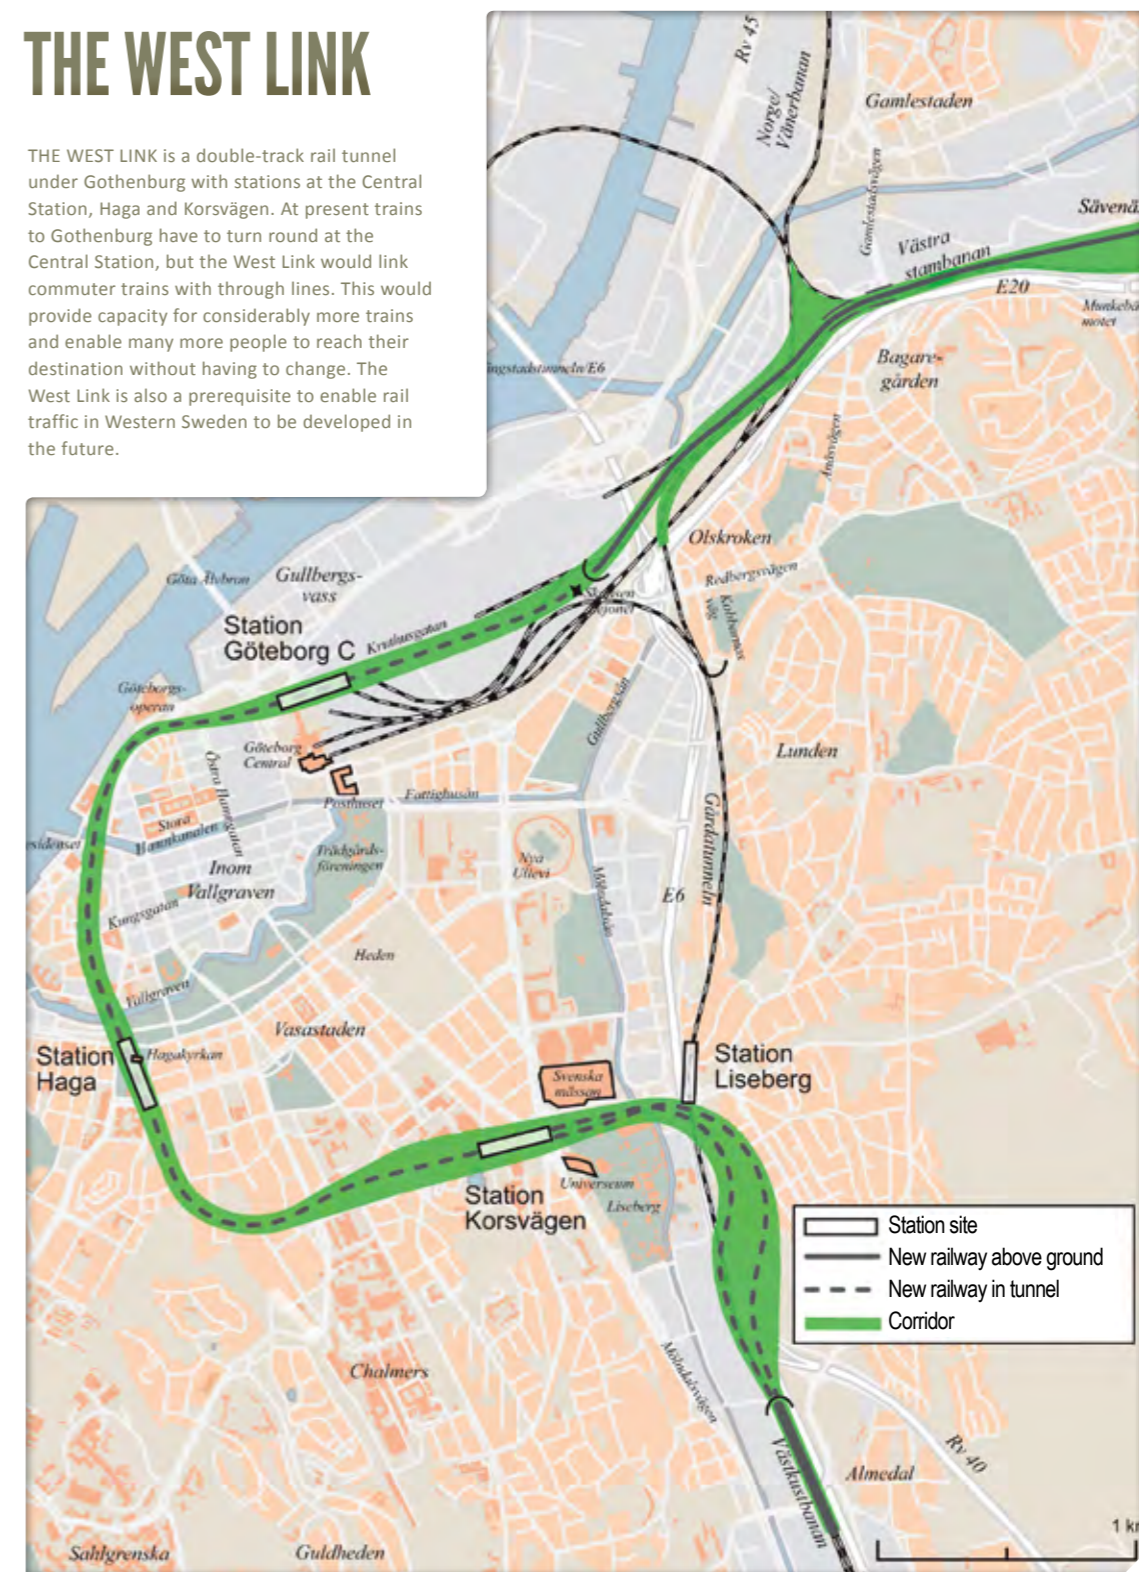 THE WEST LINK
THE WEST LINK is a double-track rail tunnel
under Gothenburg with stations at the Central
Station, Haga and Korsvägen. At present trains
to Gothenburg have to turn round at the
Central Station, but the West Link would link
commuter trains with through lines. This would
provide capacity for considerably more trains
and enable many more people to reach their
destination without having to change. The
West Link is also a prerequisite to enable rail
traffic in Western Sweden to be developed in
the future.
Rv 45
Norge/
Vänerbanan
Gamlestaden
Gamlestadsvägen
Västra
stambanan
E20
Bagare-
gården
Ånäsvägen
Olskroken
Redbergsvägen
Göta Älvbron
Gullbergs-
vass
Station
Göteborg C
Kruthusgatan
Göteborgs-
operan
Göteborg
Central
Posthuset
Fattighusån
Gullbergsån
Lunden
Östra Hamngatan
Stora
Hamnkanalen
Trädgårds-
föreningen
Nya
Ullevi
Mölndalsån
Gårdatunneln
E6
Inom
Vallgraven
Kungsgatan
Heden
Vallgraven
Vasastaden
Station
Haga
Hagakyrkan
Svenska
mässan
Station
Liseberg
Station
Korsvägen
Universeum
Liseberg
Station site
New railway above ground
New railway in tunnel
Corridor
Chalmers
Mölndalsvägen
Västkustbanan
Almedal
Rv 40
Sahlgrenska
Guldheden